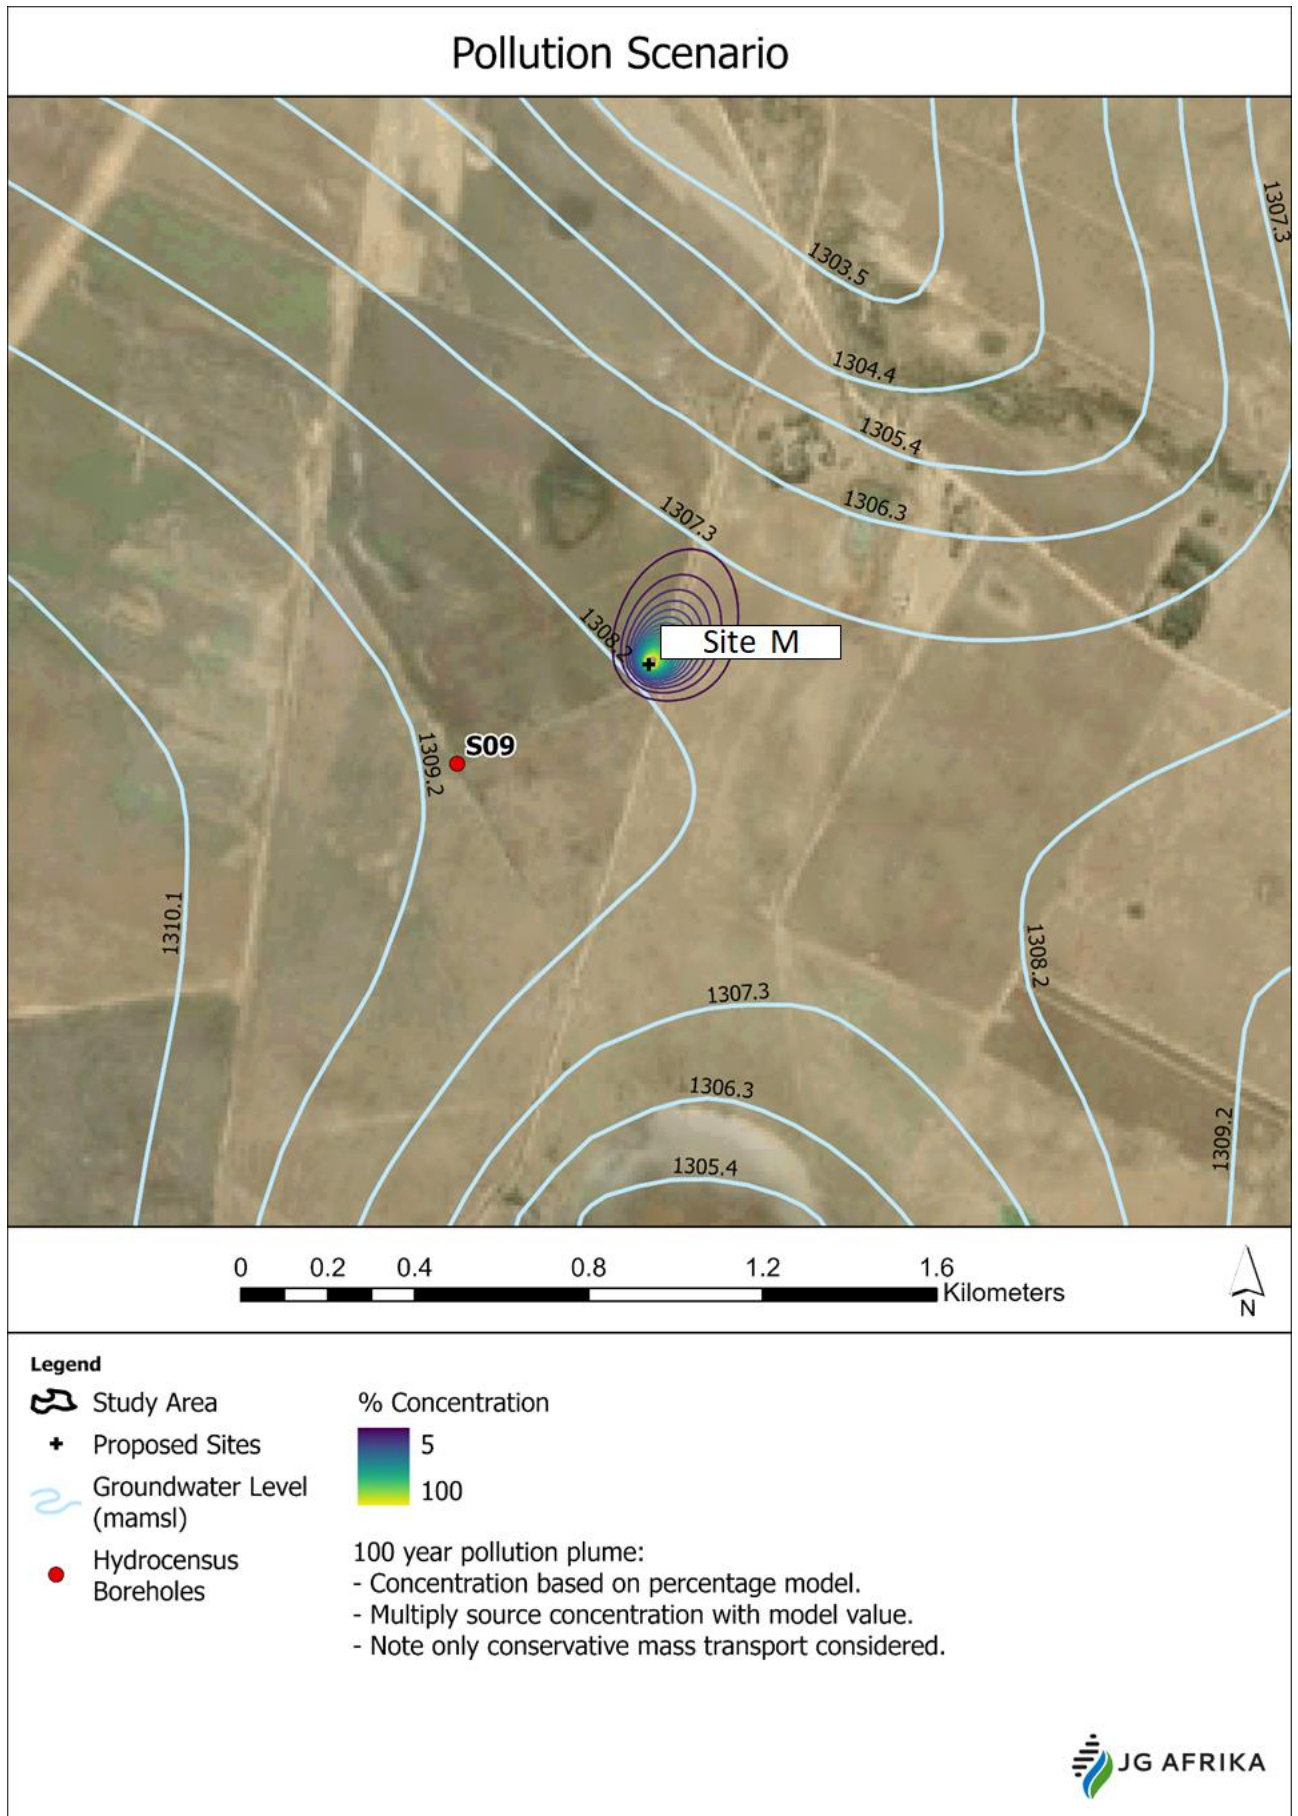 Pollution Scenario
1307.3
1303.5
1304.4
1305.4
1306.3
1307.3
1308.2
Site M
S09
1309.2
1310.1
1308.2
1307.3
1306.3
1305.4
1309.2
0 0.2 0.4 0.8 1.2 1.6
Kilometers
N
Legend
Study Area
Proposed Sites
Groundwater Level
(mamsl)
Hydrocensus
Boreholes
% Concentration
5
100
100 year pollution plume:
- Concentration based on percentage model.
- Multiply source concentration with model value.
- Note only conservative mass transport considered.
JG AFRIKA